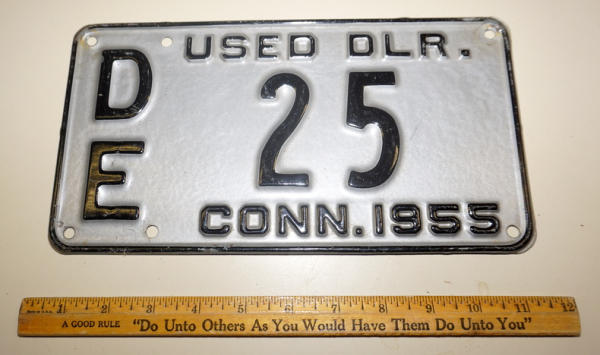 USED DLR.
DE
25
CONN. 1955
1 2 3 4 5 6 7 8 9 10 11 12
A GOOD RULE "Do Unto Others As You Would Have Them Do Unto You"